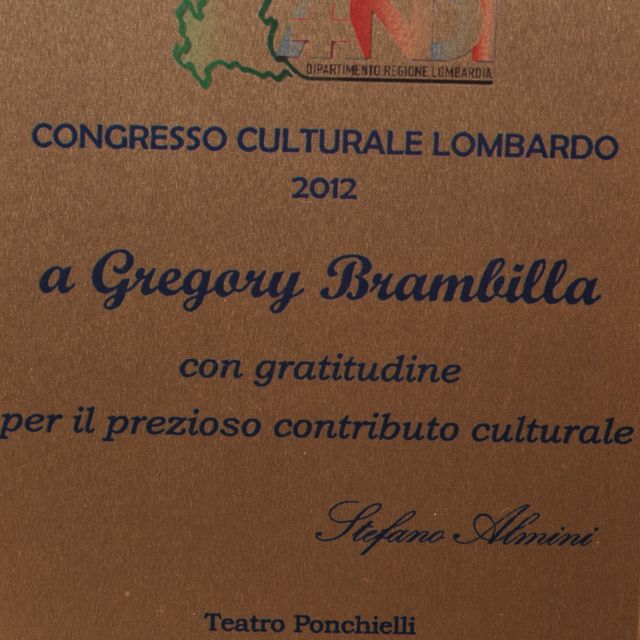 ANDI
DIPARTIMENTO REGIONE LOMBARDIA
CONGRESSO CULTURALE LOMBARDO
2012
a Gregory Brambilla
con gratitudine
per il prezioso contributo culturale
Stefano Almini
Teatro Ponchielli